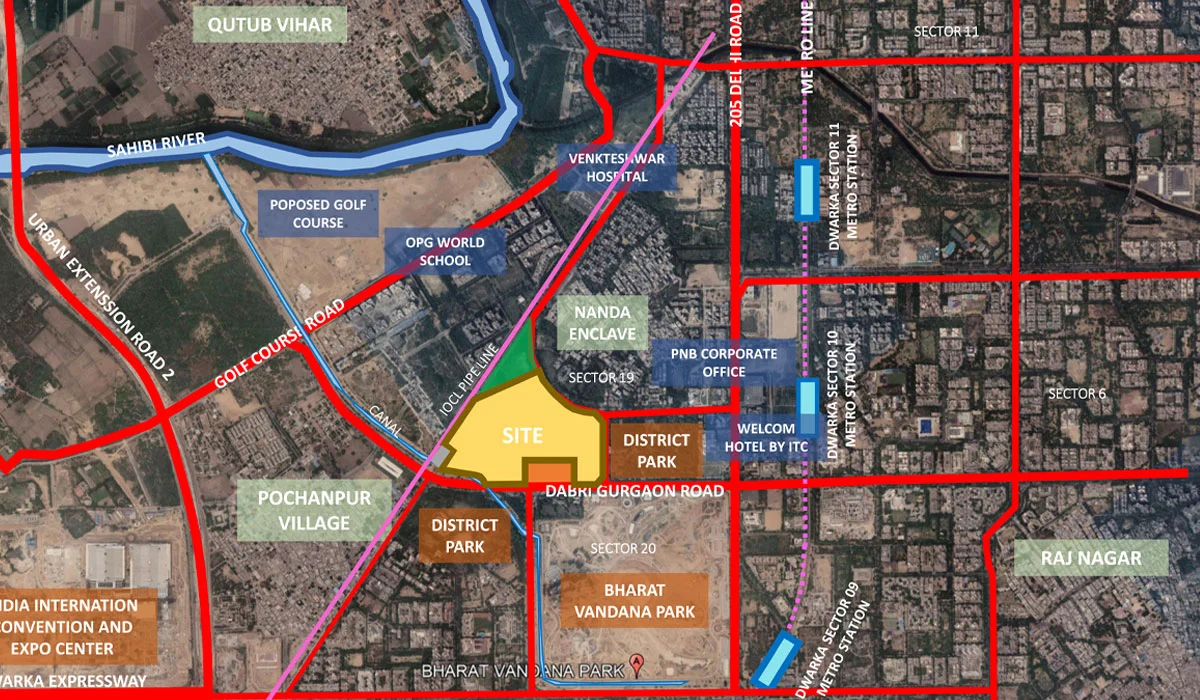 QUTUB VIHAR
SECTOR 11
205 DELHI ROAD
METRO LINE
SAHIBI RIVER
VENKTESHWAR
HOSPITAL
DWARKA SECTOR 11
METRO STATION
POPOSED GOLF
COURSE
OPG WORLD
SCHOOL
URBAN EXTENSSION ROAD 2
GOLF COURSE ROAD
NANDA
ENCLAVE
IOCL PIPE LINE
SECTOR 19
PNB CORPORATE
OFFICE
DWARKA SECTOR 10
METRO STATION
SECTOR 6
CANAL
SITE
DISTRICT
PARK
WELCOM
HOTEL BY ITC
DABRI GURGAON ROAD
POCHANPUR
VILLAGE
DISTRICT
PARK
SECTOR 20
RAJ NAGAR
BHARAT
VANDANA PARK
NDIA INTERNATION
CONVENTION AND
EXPO CENTER
WARKA EXPRESSWAY
BHARAT VANDANA PARK
A
DWARKA SECTOR 09
METRO STATION